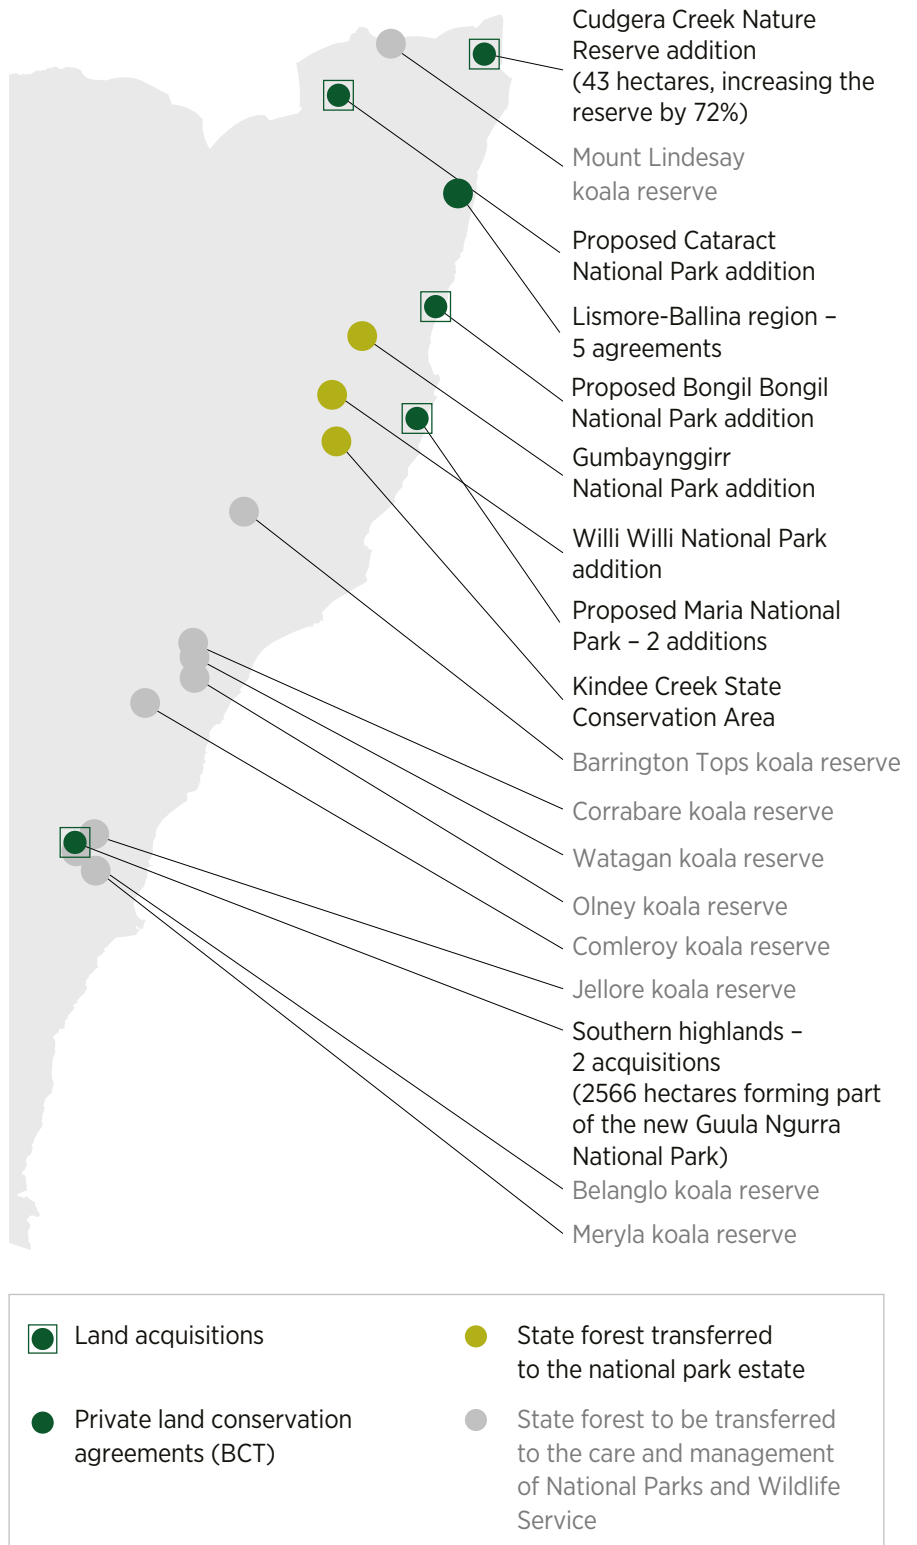 Cudgera Creek Nature
Reserve addition
(43 hectares, increasing the
reserve by 72%)
Mount Lindesay
koala reserve
Proposed Cataract
National Park addition
Lismore-Ballina region –
5 agreements
Proposed Bongil Bongil
National Park addition
Gumbaynggirr
National Park addition
Willi Willi National Park
addition
Proposed Maria National
Park – 2 additions
Kindee Creek State
Conservation Area
Barrington Tops koala reserve
Corrabare koala reserve
Watagan koala reserve
Olney koala reserve
Comleroy koala reserve
Jellore koala reserve
Southern highlands –
2 acquisitions
(2566 hectares forming part
of the new Guula Ngurra
National Park)
Belanglo koala reserve
Meryla koala reserve
Land acquisitions
Private land conservation
agreements (BCT)
State forest transferred
to the national park estate
State forest to be transferred
to the care and management
of National Parks and Wildlife
Service